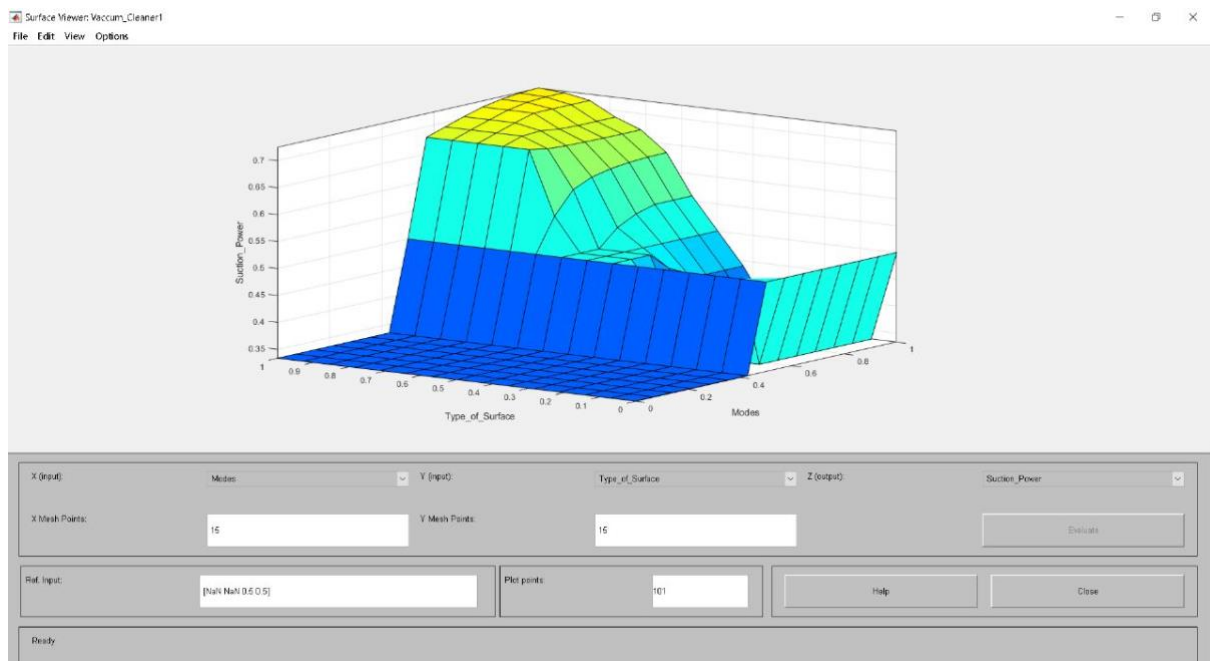 Surface Viewer: Vaccum_Cleaner1
File Edit View Options
0.7
0.65
0.6
0.55
0.5
0.45
0.4
0.35
Suction_Power
1
0.9
0.8
0.7
0.6
0.5
0.4
0.3
0.2
0.1
0
Type_of_Surface
0
0.2
0.4
0.6
0.8
1
Modes
X (input): Modes Y (input): Type_of_Surface Z (output): Suction_Power
X Mesh Points: 15 Y Mesh Points: 15 Evaluate
Ref. Input: [NaN NaN 0.5 0.5] Plot points: 101 Help Close
Ready